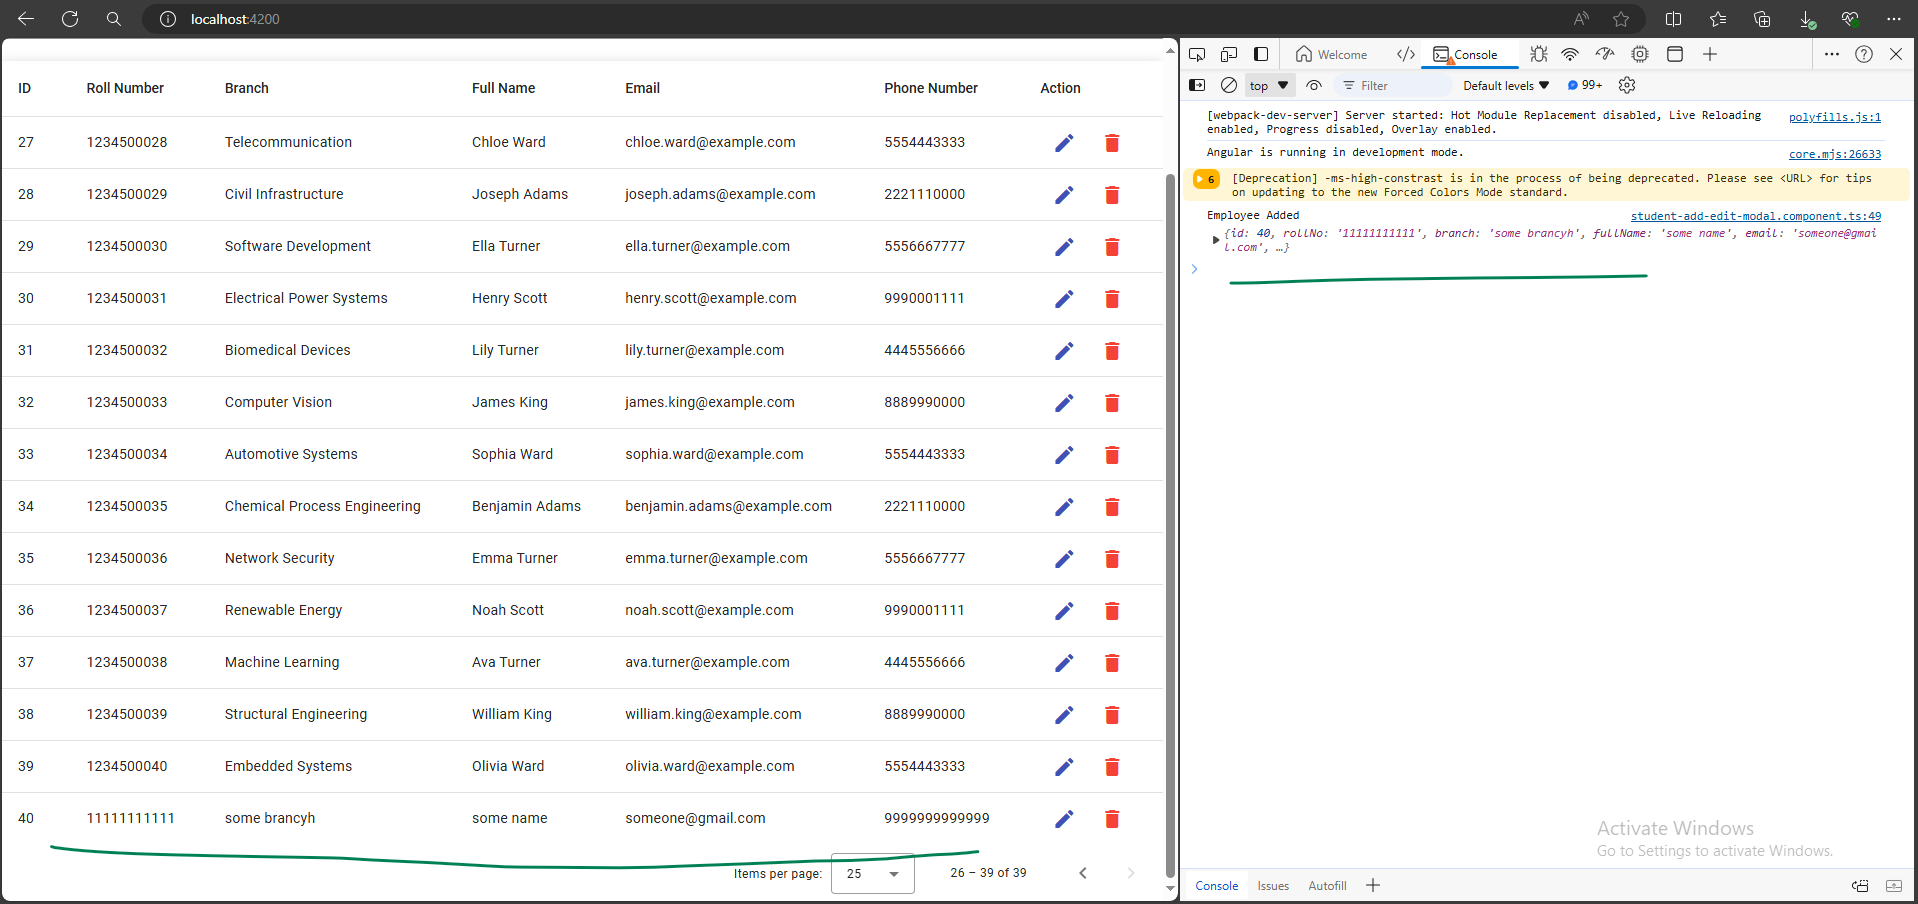 localhost:4200
Welcome
Console
top
Filter
Default levels
99+
ID Roll Number Branch Full Name Email Phone Number Action
27 1234500028 Telecommunication Chloe Ward chloe.ward@example.com 5554443333
28 1234500029 Civil Infrastructure Joseph Adams joseph.adams@example.com 2221110000
29 1234500030 Software Development Ella Turner ella.turner@example.com 5556667777
30 1234500031 Electrical Power Systems Henry Scott henry.scott@example.com 9990001111
31 1234500032 Biomedical Devices Lily Turner lily.turner@example.com 4445556666
32 1234500033 Computer Vision James King james.king@example.com 8889990000
33 1234500034 Automotive Systems Sophia Ward sophia.ward@example.com 5554443333
34 1234500035 Chemical Process Engineering Benjamin Adams benjamin.adams@example.com 2221110000
35 1234500036 Network Security Emma Turner emma.turner@example.com 5556667777
36 1234500037 Renewable Energy Noah Scott noah.scott@example.com 9990001111
37 1234500038 Machine Learning Ava Turner ava.turner@example.com 4445556666
38 1234500039 Structural Engineering William King william.king@example.com 8889990000
39 1234500040 Embedded Systems Olivia Ward olivia.ward@example.com 5554443333
40 11111111111 some brancyh some name someone@gmail.com 9999999999999
Items per page: 25 26 – 39 of 39
[webpack-dev-server] Server started: Hot Module Replacement disabled, Live Reloading polyfills.js:1
enabled, Progress disabled, Overlay enabled.
Angular is running in development mode. core.mjs:26633
6 [Deprecation] -ms-high-constrast is in the process of being deprecated. Please see <URL> for tips
on updating to the new Forced Colors Mode standard.
Employee Added student-add-edit-modal.component.ts:49
{id: 40, rollNo: '11111111111', branch: 'some brancyh', fullName: 'some name', email: 'someone@gmai
l.com', …}
Activate Windows
Go to Settings to activate Windows.
Console Issues Autofill